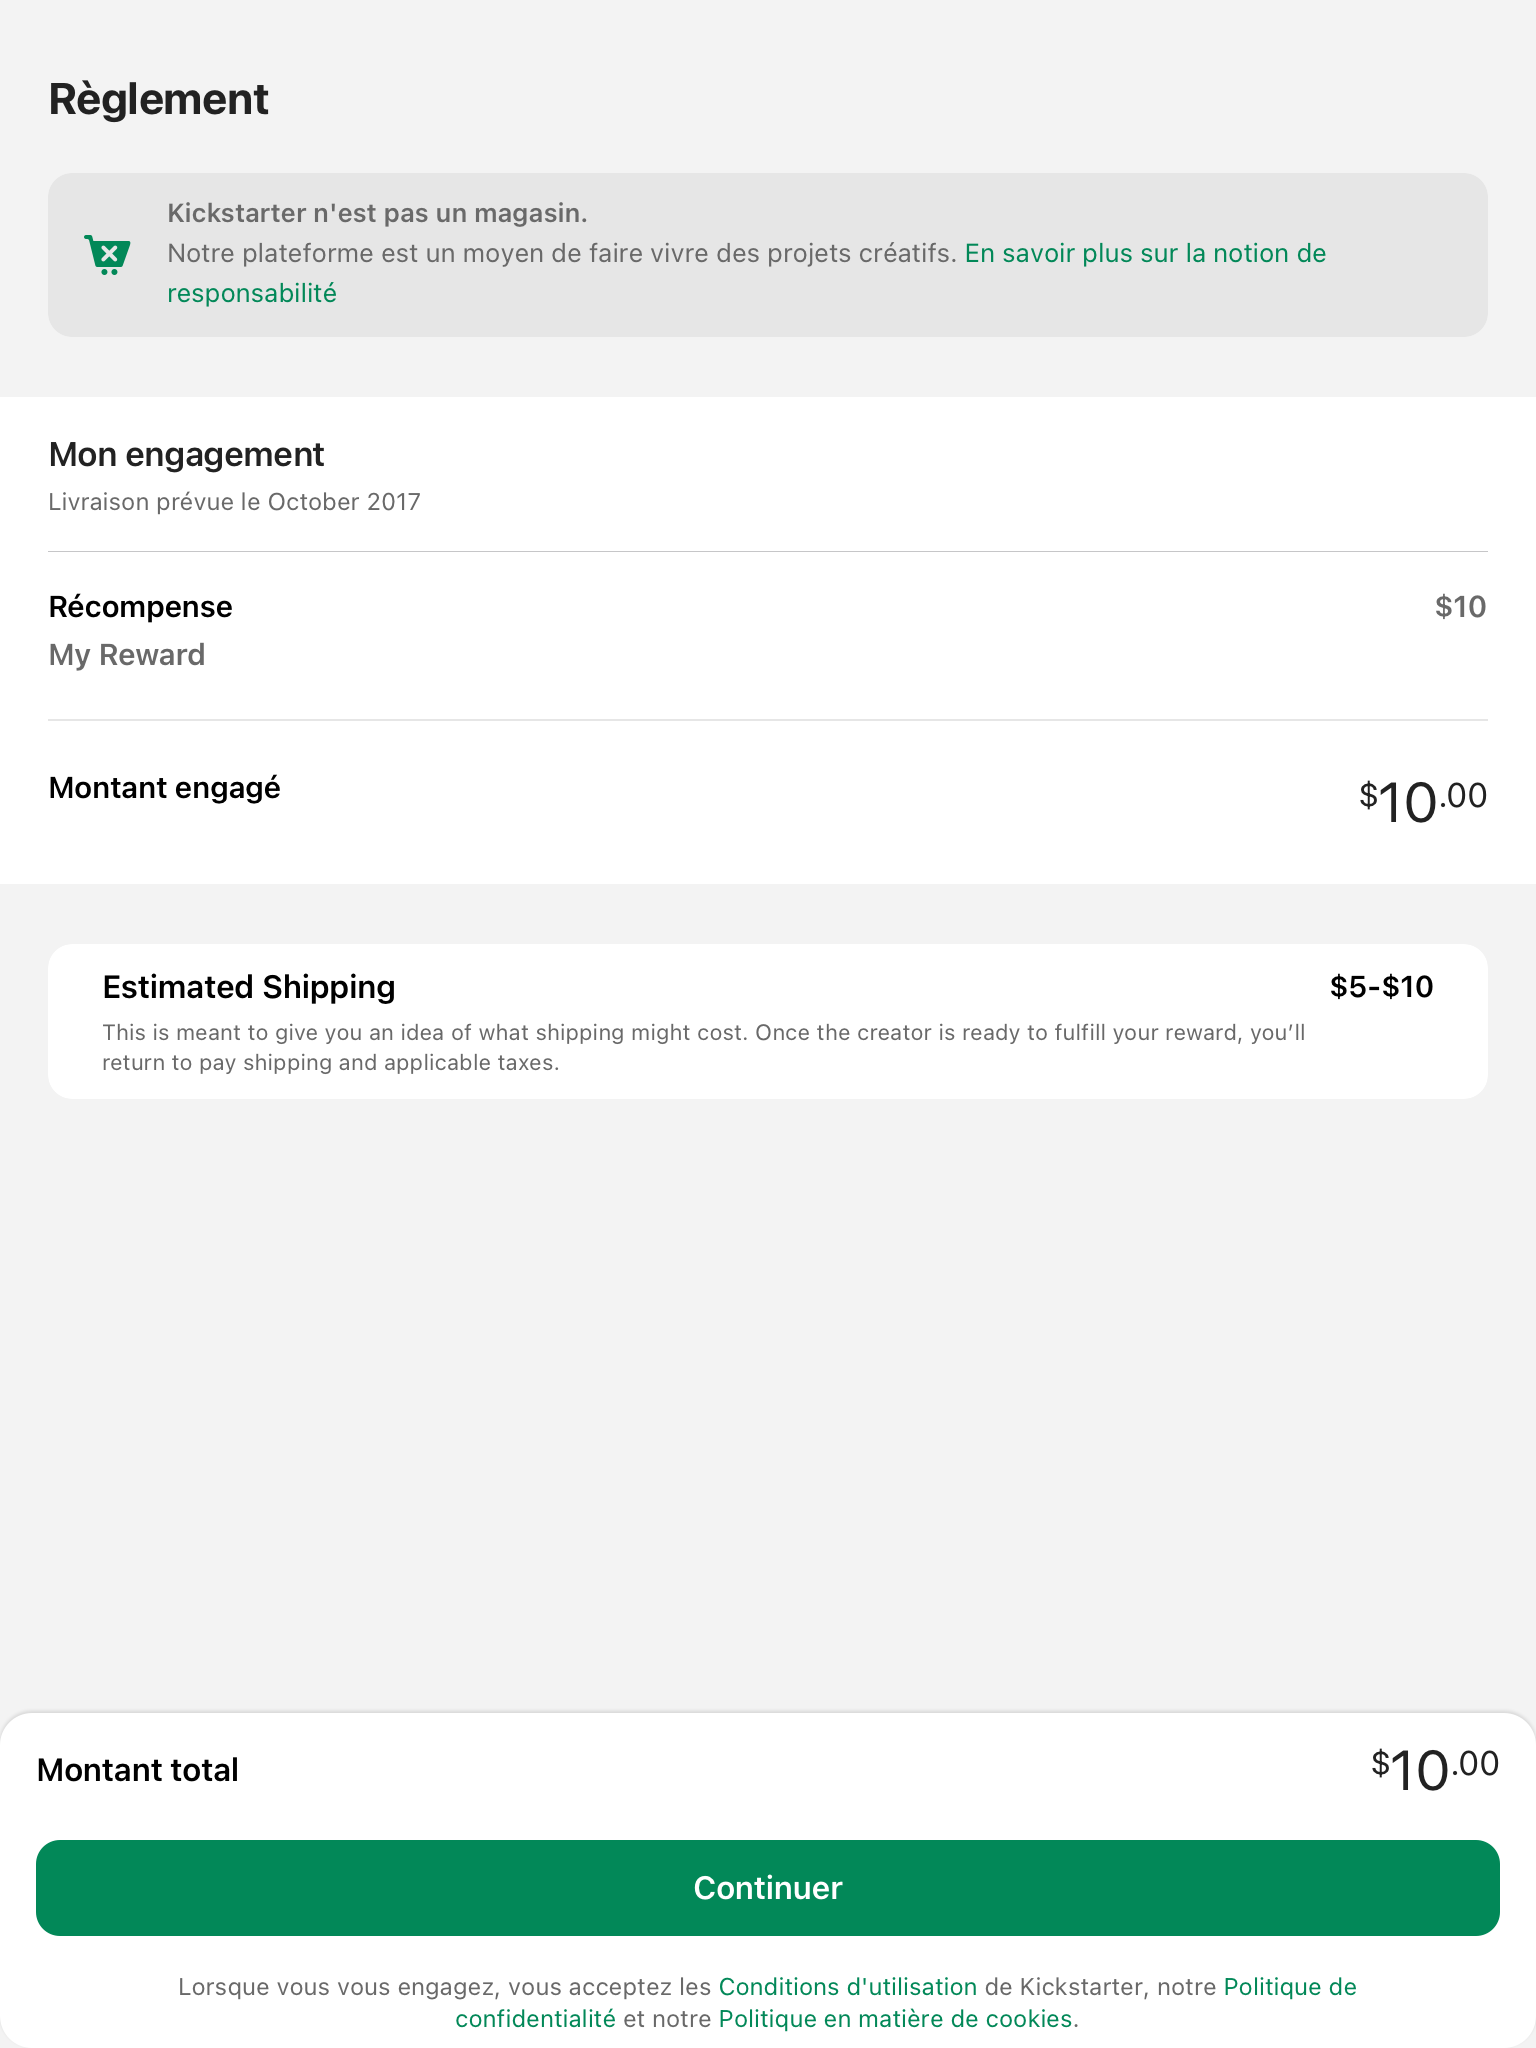 Règlement
Kickstarter n'est pas un magasin.
Notre plateforme est un moyen de faire vivre des projets créatifs. En savoir plus sur la notion de
responsabilité
Mon engagement
Livraison prévue le October 2017
Récompense $10
My Reward
Montant engagé $10.00
Estimated Shipping $5-$10
This is meant to give you an idea of what shipping might cost. Once the creator is ready to fulfill your reward, you’ll
return to pay shipping and applicable taxes.
Montant total $10.00
Continuer
Lorsque vous vous engagez, vous acceptez les Conditions d'utilisation de Kickstarter, notre Politique de
confidentialité et notre Politique en matière de cookies.